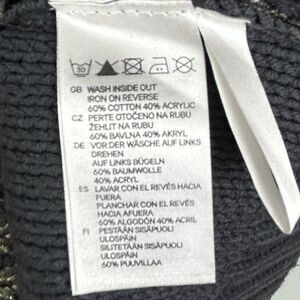 30
GB WASH INSIDE OUT
IRON ON REVERSE
60% COTTON 40% ACRYLIC
CZ PERTE OTOČENO NA RUBU
ŽEHLIT NA RUBU
60% BAVLNA 40% AKRYL
DE VOR DER WÄSCHE AUF LINKS
DREHEN
AUF LINKS BÜGELN
60% BAUMWOLLE
40% ACRYL
ES LAVAR CON EL REVÉS HACIA
FUERA
PLANCHAR CON EL REVÉS
HACIA AFUERA
60% ALGODÓN 40% ACRIL
FI PESTÄÄN SISÄPUOLI
ULOSPÄIN
SILITETÄÄN SISÄPUOLI
ULOSPÄIN
60% PUUVILLAA